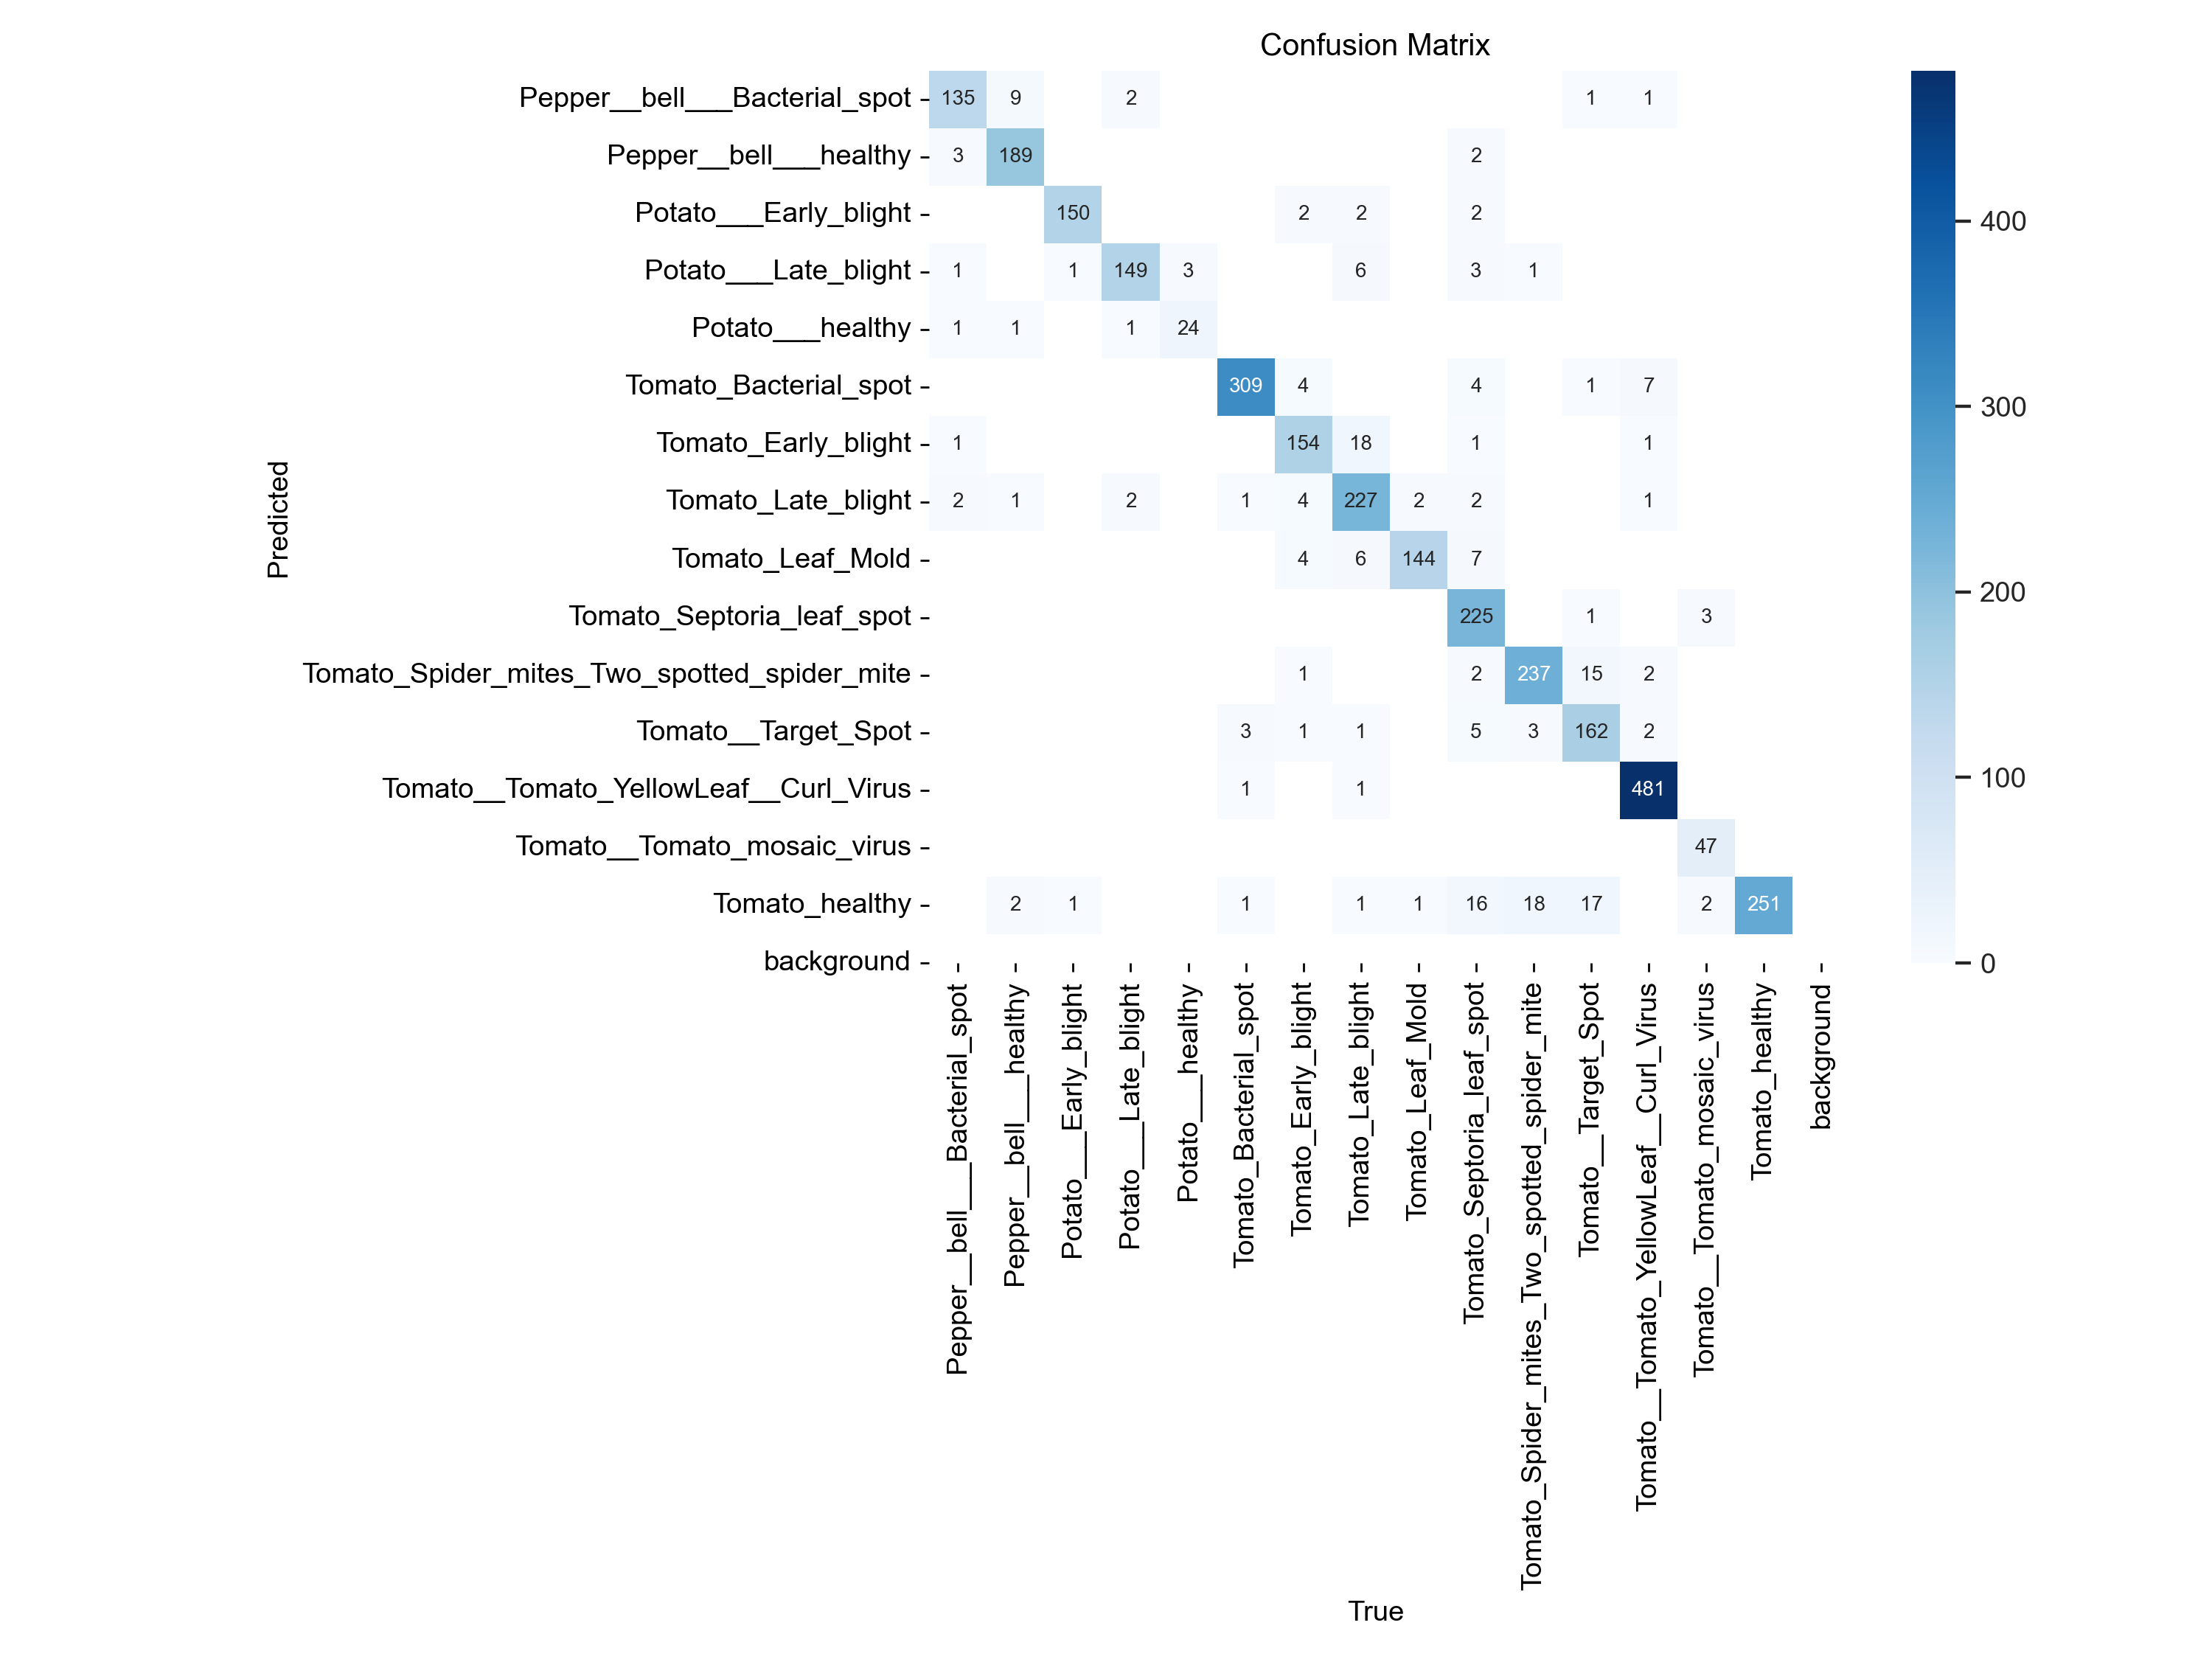 Confusion Matrix
Pepper__bell___Bacterial_spot 135 9 2 1 1
Pepper__bell___healthy 3 189 2
Potato___Early_blight 150 2 2 2
Potato___Late_blight 1 1 149 3 6 3 1
Potato___healthy 1 1 1 24
Tomato_Bacterial_spot 309 4 4 1 7
Tomato_Early_blight 1 154 18 1 1
Tomato_Late_blight 2 1 2 1 4 227 2 2 1
Tomato_Leaf_Mold 4 6 144 7
Tomato_Septoria_leaf_spot 225 1 3
Tomato_Spider_mites_Two_spotted_spider_mite 1 2 237 15 2
Tomato__Target_Spot 3 1 1 5 3 162 2
Tomato__Tomato_YellowLeaf__Curl_Virus 1 1 481
Tomato__Tomato_mosaic_virus 47
Tomato_healthy 2 1 1 1 1 16 18 17 2 251
background
Predicted
400
300
200
100
0
Pepper__bell___Bacterial_spot
Pepper__bell___healthy
Potato___Early_blight
Potato___Late_blight
Potato___healthy
Tomato_Bacterial_spot
Tomato_Early_blight
Tomato_Late_blight
Tomato_Leaf_Mold
Tomato_Septoria_leaf_spot
Tomato_Spider_mites_Two_spotted_spider_mite
Tomato__Target_Spot
Tomato__Tomato_YellowLeaf__Curl_Virus
Tomato__Tomato_mosaic_virus
Tomato_healthy
background
True